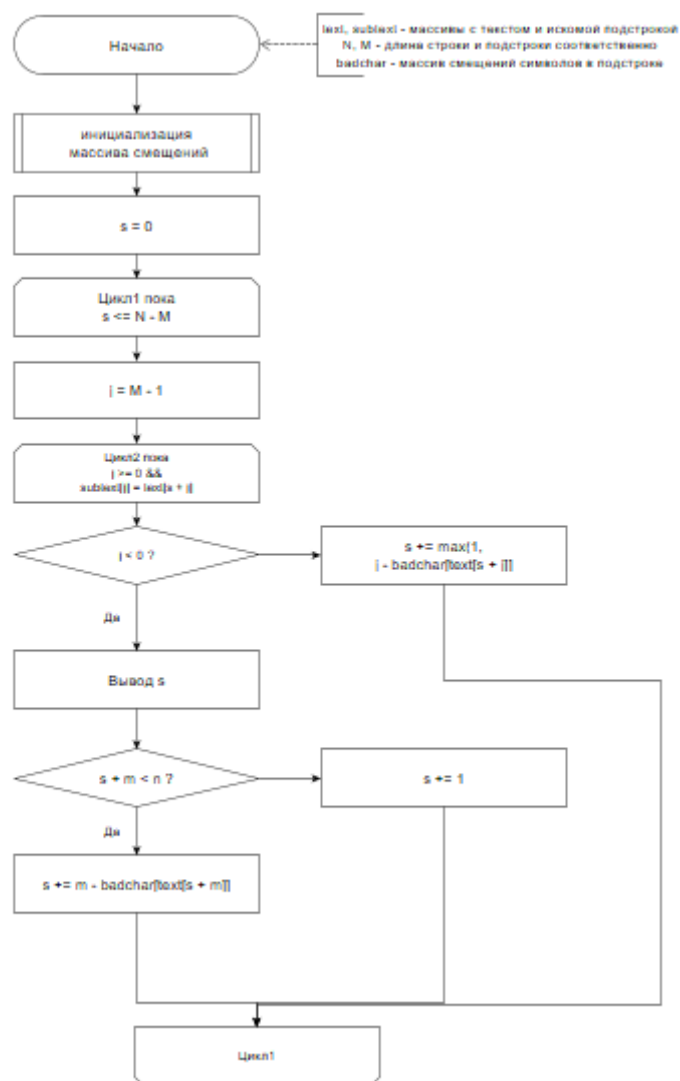 Начало
text, subtext - массивы с текстом и искомой подстрокой
N, M - длина строки и подстроки соответственно
badchar - массив смещений символов в подстроке
инициализация
массива смещений
s = 0
Цикл1 пока
s <= N - M
j = M - 1
Цикл2 пока
j >= 0 &&
subtext[j] = text[s + j]
j < 0 ?
s += max(1,
j - badchar[text[s + j]]
Да
Вывод s
s + m < n ?
s += 1
Да
s += m - badchar[text[s + m]]
Цикл1